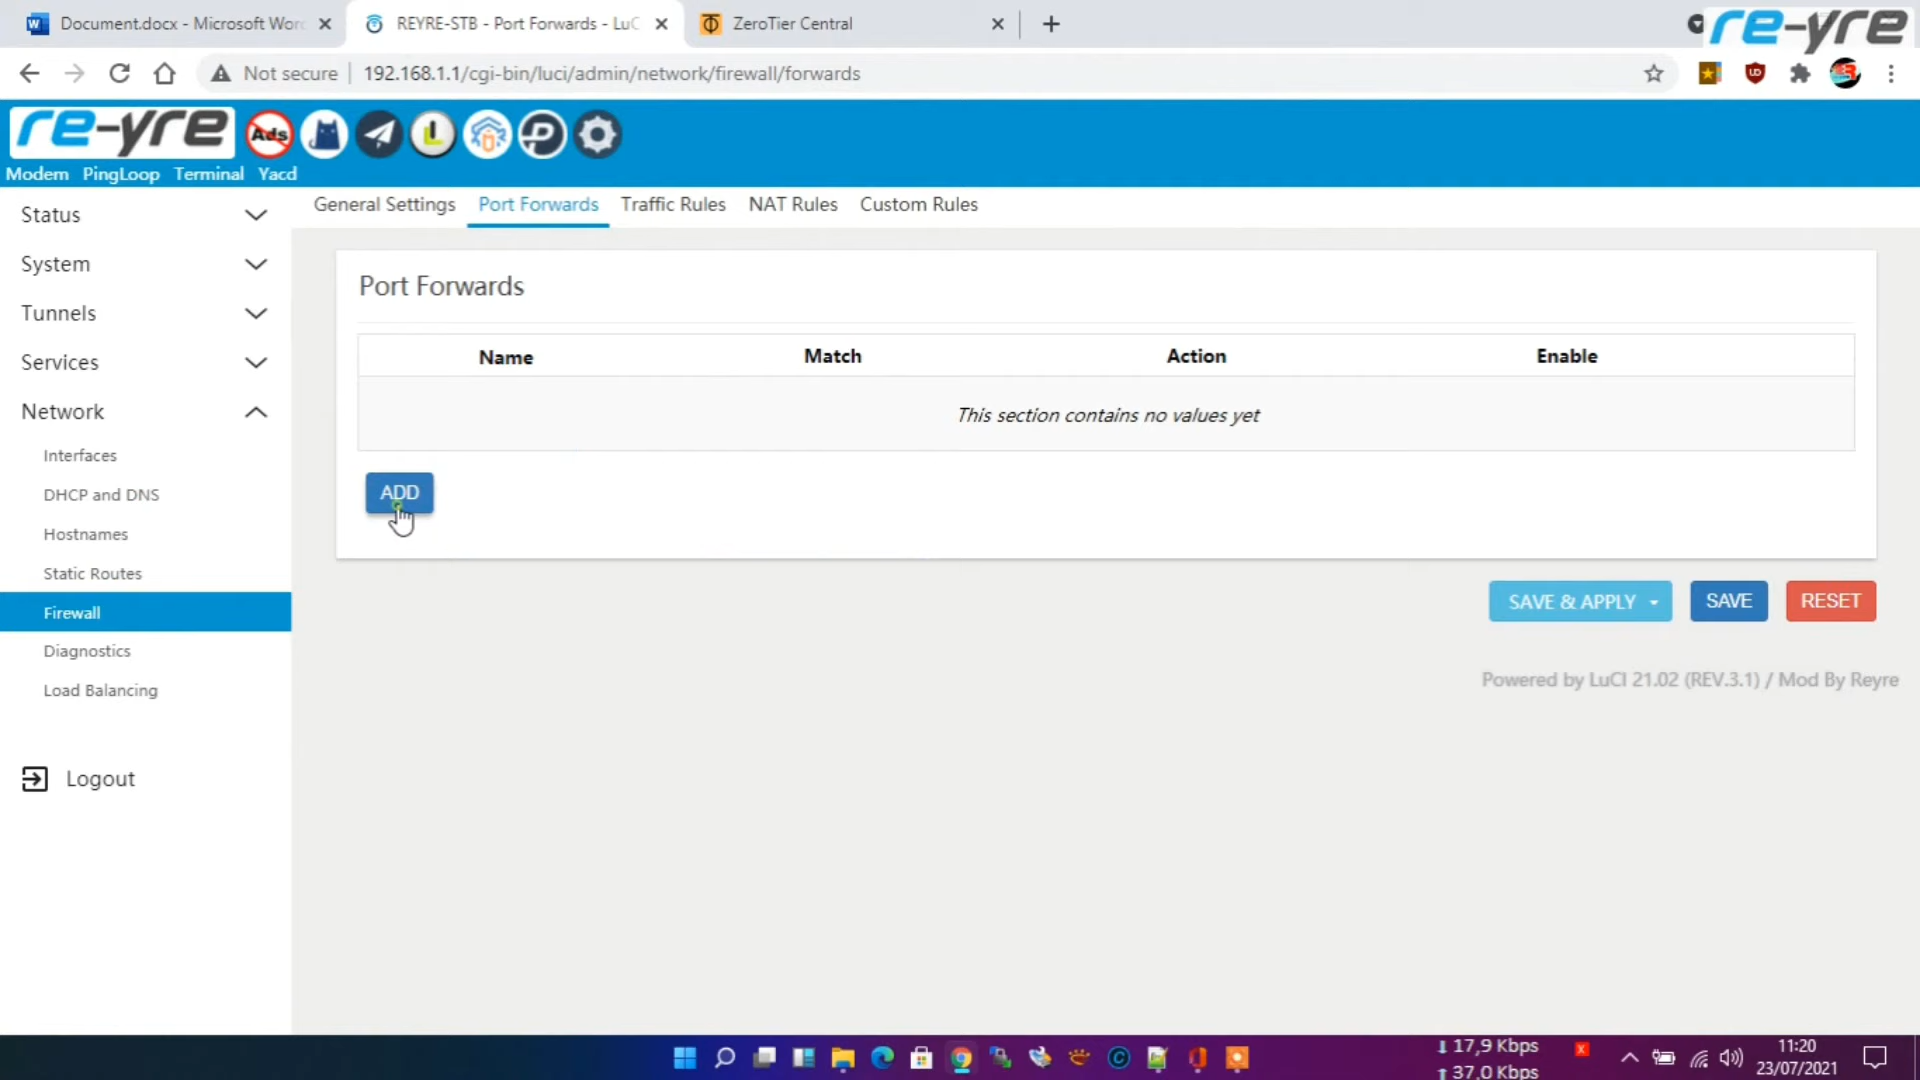 Document.docx - Microsoft Word
REYRE-STB - Port Forwards - LuC
ZeroTier Central
re-yre
Not secure
192.168.1.1/cgi-bin/luci/admin/network/firewall/forwards
re-yre
Ads
Modem PingLoop Terminal Yacd
General Settings Port Forwards Traffic Rules NAT Rules Custom Rules
Status
System
Tunnels
Services
Network
Interfaces
DHCP and DNS
Hostnames
Static Routes
Firewall
Diagnostics
Load Balancing
Logout
Port Forwards
Name Match Action Enable
This section contains no values yet
ADD
SAVE & APPLY SAVE RESET
Powered by LuCI 21.02 (REV.3.1) / Mod By Reyre
17,9 Kbps
37,0 Kbps
11:20
23/07/2021